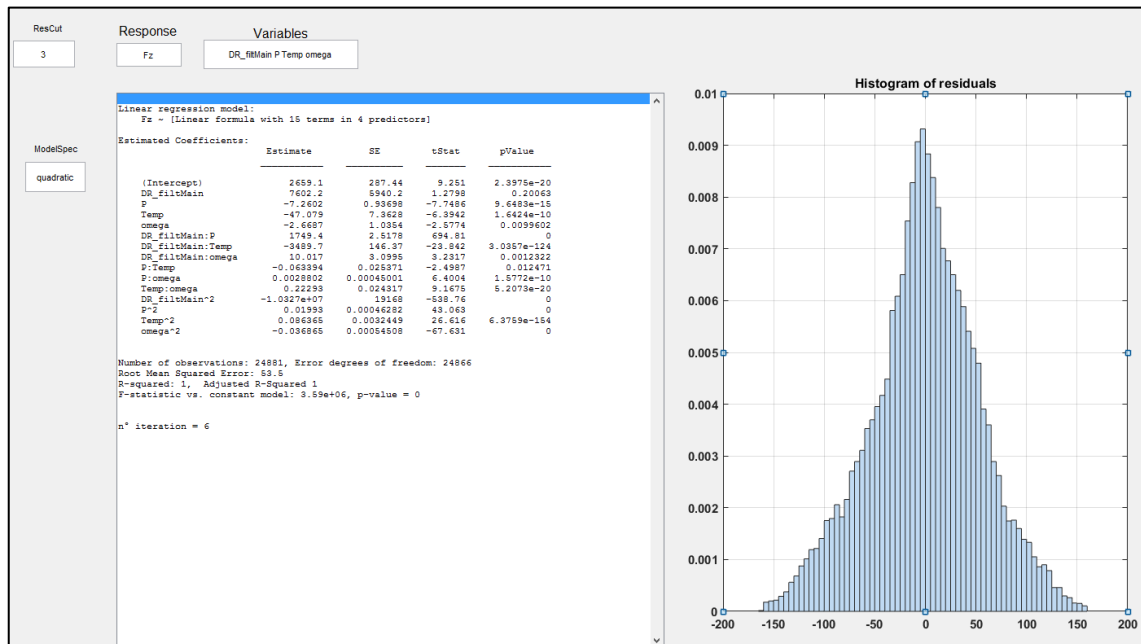 ResCut
3
Response
Fz
Variables
DR_filtMain P Temp omega
ModelSpec
quadratic
Linear regression model:
Fz ~ [Linear formula with 15 terms in 4 predictors]
Estimated Coefficients:
Estimate SE tStat pValue
(Intercept) 2659.1 287.44 9.251 2.3975e-20
DR_filtMain 7602.2 5940.2 1.2798 0.20063
P -7.2602 0.93698 -7.7486 9.6483e-15
Temp -47.079 7.3628 -6.3942 1.6424e-10
omega -2.6687 1.0354 -2.5774 0.0099602
DR_filtMain:P 1749.4 2.5178 694.81 0
DR_filtMain:Temp -3489.7 146.37 -23.842 3.0357e-124
DR_filtMain:omega 10.017 3.0995 3.2317 0.0012322
P:Temp -0.063394 0.025371 -2.4987 0.012471
P:omega 0.0028802 0.00045001 6.4004 1.5772e-10
Temp:omega 0.22293 0.024317 9.1675 5.2073e-20
DR_filtMain^2 -1.0327e+07 19168 -538.76 0
P^2 0.01993 0.00046282 43.063 0
Temp^2 0.086365 0.0032449 26.616 6.3759e-154
omega^2 -0.036865 0.00054508 -67.631 0
Number of observations: 24881, Error degrees of freedom: 24866
Root Mean Squared Error: 53.5
R-squared: 1, Adjusted R-Squared 1
F-statistic vs. constant model: 3.59e+06, p-value = 0
n° iteration = 6
Histogram of residuals
0.01
0.009
0.008
0.007
0.006
0.005
0.004
0.003
0.002
0.001
0
-200 -150 -100 -50 0 50 100 150 200